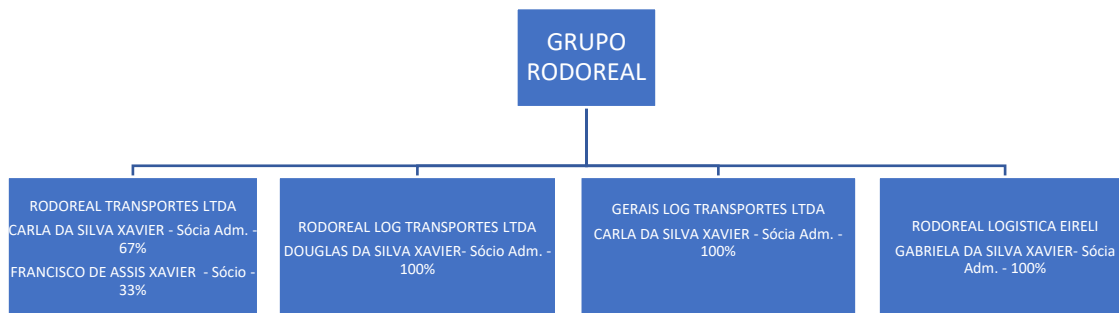 GRUPO
RODOREAL
RODOREAL TRANSPORTES LTDA
CARLA DA SILVA XAVIER - Sócia Adm. -
67%
FRANCISCO DE ASSIS XAVIER  - Sócio -
33%
RODOREAL LOG TRANSPORTES LTDA
DOUGLAS DA SILVA XAVIER- Sócio Adm. -
100%
GERAIS LOG TRANSPORTES LTDA
CARLA DA SILVA XAVIER - Sócia Adm. -
100%
RODOREAL LOGISTICA EIRELI
GABRIELA DA SILVA XAVIER- Sócia
Adm. - 100%